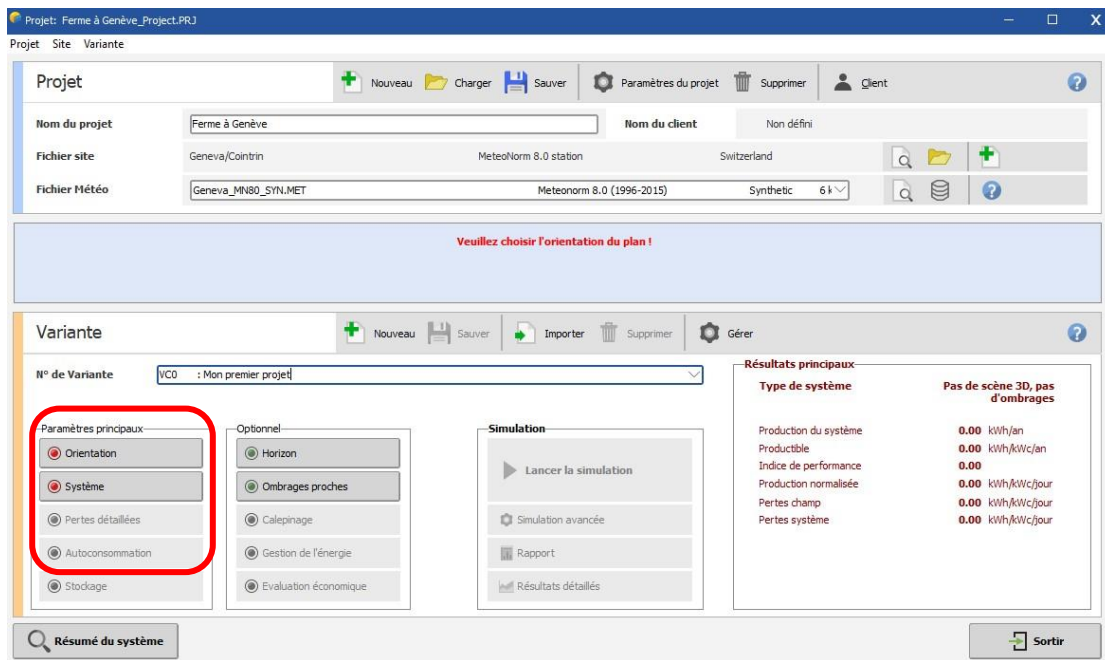 Projet: Ferme à Genève_Project.PRJ
Projet Site Variante
Projet Nouveau Charger Sauver Paramètres du projet Supprimer Client
Nom du projet Ferme à Genève Nom du client Non défini
Fichier site Geneva/Cointrin MeteoNorm 8.0 station Switzerland
Fichier Météo Geneva_MN80_SYN.MET Meteonorm 8.0 (1996-2015) Synthetic 6 k
Veuillez choisir l'orientation du plan !
Variante Nouveau Sauver Importer Supprimer Gérer
N° de Variante VC0 : Mon premier projet
Paramètres principaux
Orientation
Système
Pertes détaillées
Autoconsommation
Stockage
Optionnel
Horizon
Ombrages proches
Calepinage
Gestion de l'énergie
Evaluation économique
Simulation
Lancer la simulation
Simulation avancée
Rapport
Résultats détaillés
Résultats principaux
Type de système Pas de scène 3D, pas
d'ombrages
Production du système 0.00 kWh/an
Productible 0.00 kWh/kWc/an
Indice de performance 0.00
Production normalisée 0.00 kWh/kWc/jour
Pertes champ 0.00 kWh/kWc/jour
Pertes système 0.00 kWh/kWc/jour
Résumé du système Sortir